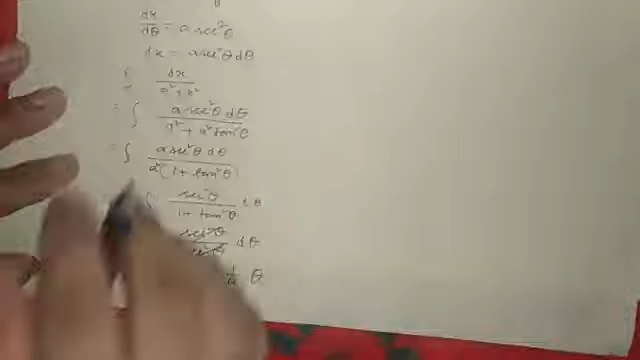 dx/dθ = a sec²θ
dx = a sec²θ dθ
∫ dx/(a² + x²)
= ∫ a sec²θ dθ/(a² + a² tan²θ)
= ∫ a sec²θ dθ/(a²(1 + tan²θ))
∫ sec²θ/(1 + tan²θ) dθ
sec²θ/sec²θ dθ
1/a θ